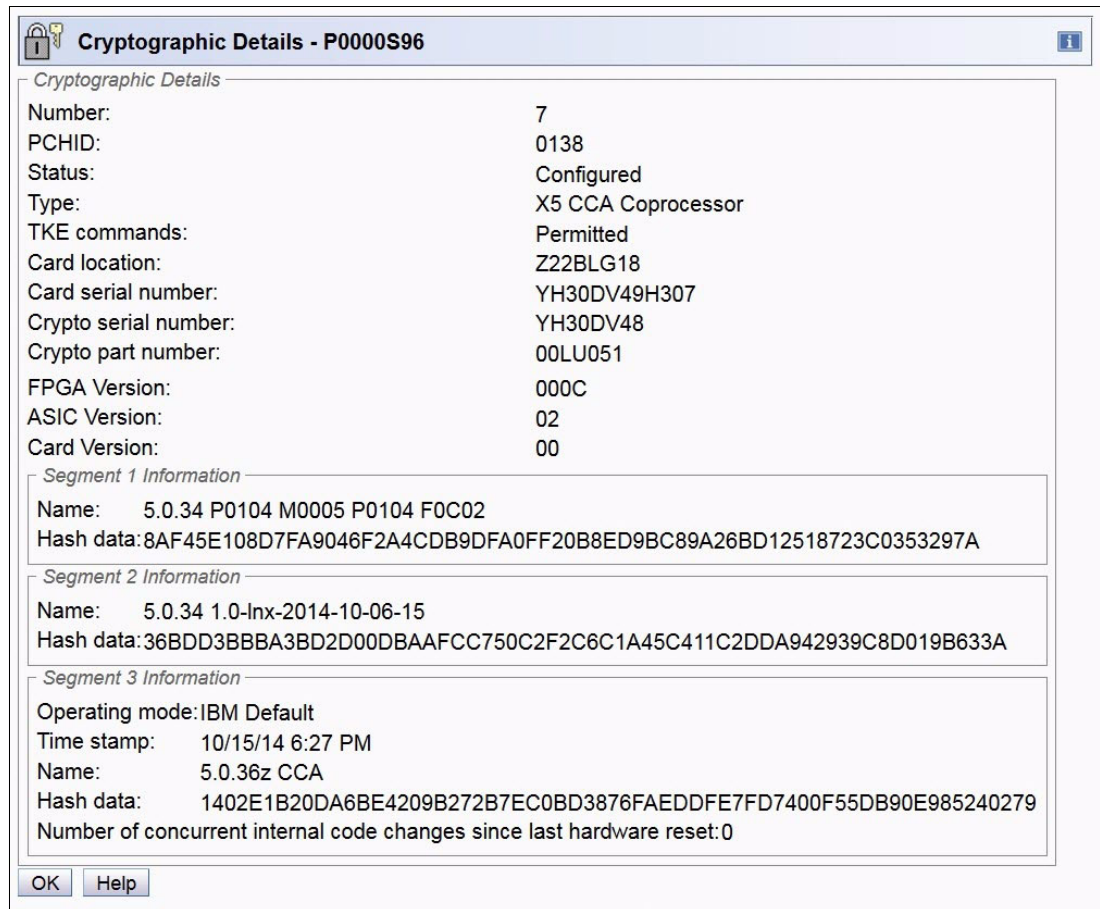 Cryptographic Details - P0000S96
Cryptographic Details
Number: 7
PCHID: 0138
Status: Configured
Type: X5 CCA Coprocessor
TKE commands: Permitted
Card location: Z22BLG18
Card serial number: YH30DV49H307
Crypto serial number: YH30DV48
Crypto part number: 00LU051
FPGA Version: 000C
ASIC Version: 02
Card Version: 00
Segment 1 Information
Name: 5.0.34 P0104 M0005 P0104 F0C02
Hash data:8AF45E108D7FA9046F2A4CDB9DFA0FF20B8ED9BC89A26BD12518723C0353297A
Segment 2 Information
Name: 5.0.34 1.0-lnx-2014-10-06-15
Hash data:36BDD3BBBA3BD2D00DBAAFCC750C2F2C6C1A45C411C2DDA942939C8D019B633A
Segment 3 Information
Operating mode:IBM Default
Time stamp: 10/15/14 6:27 PM
Name: 5.0.36z CCA
Hash data: 1402E1B20DA6BE4209B272B7EC0BD3876FAEDDFE7FD7400F55DB90E985240279
Number of concurrent internal code changes since last hardware reset:0
OK Help